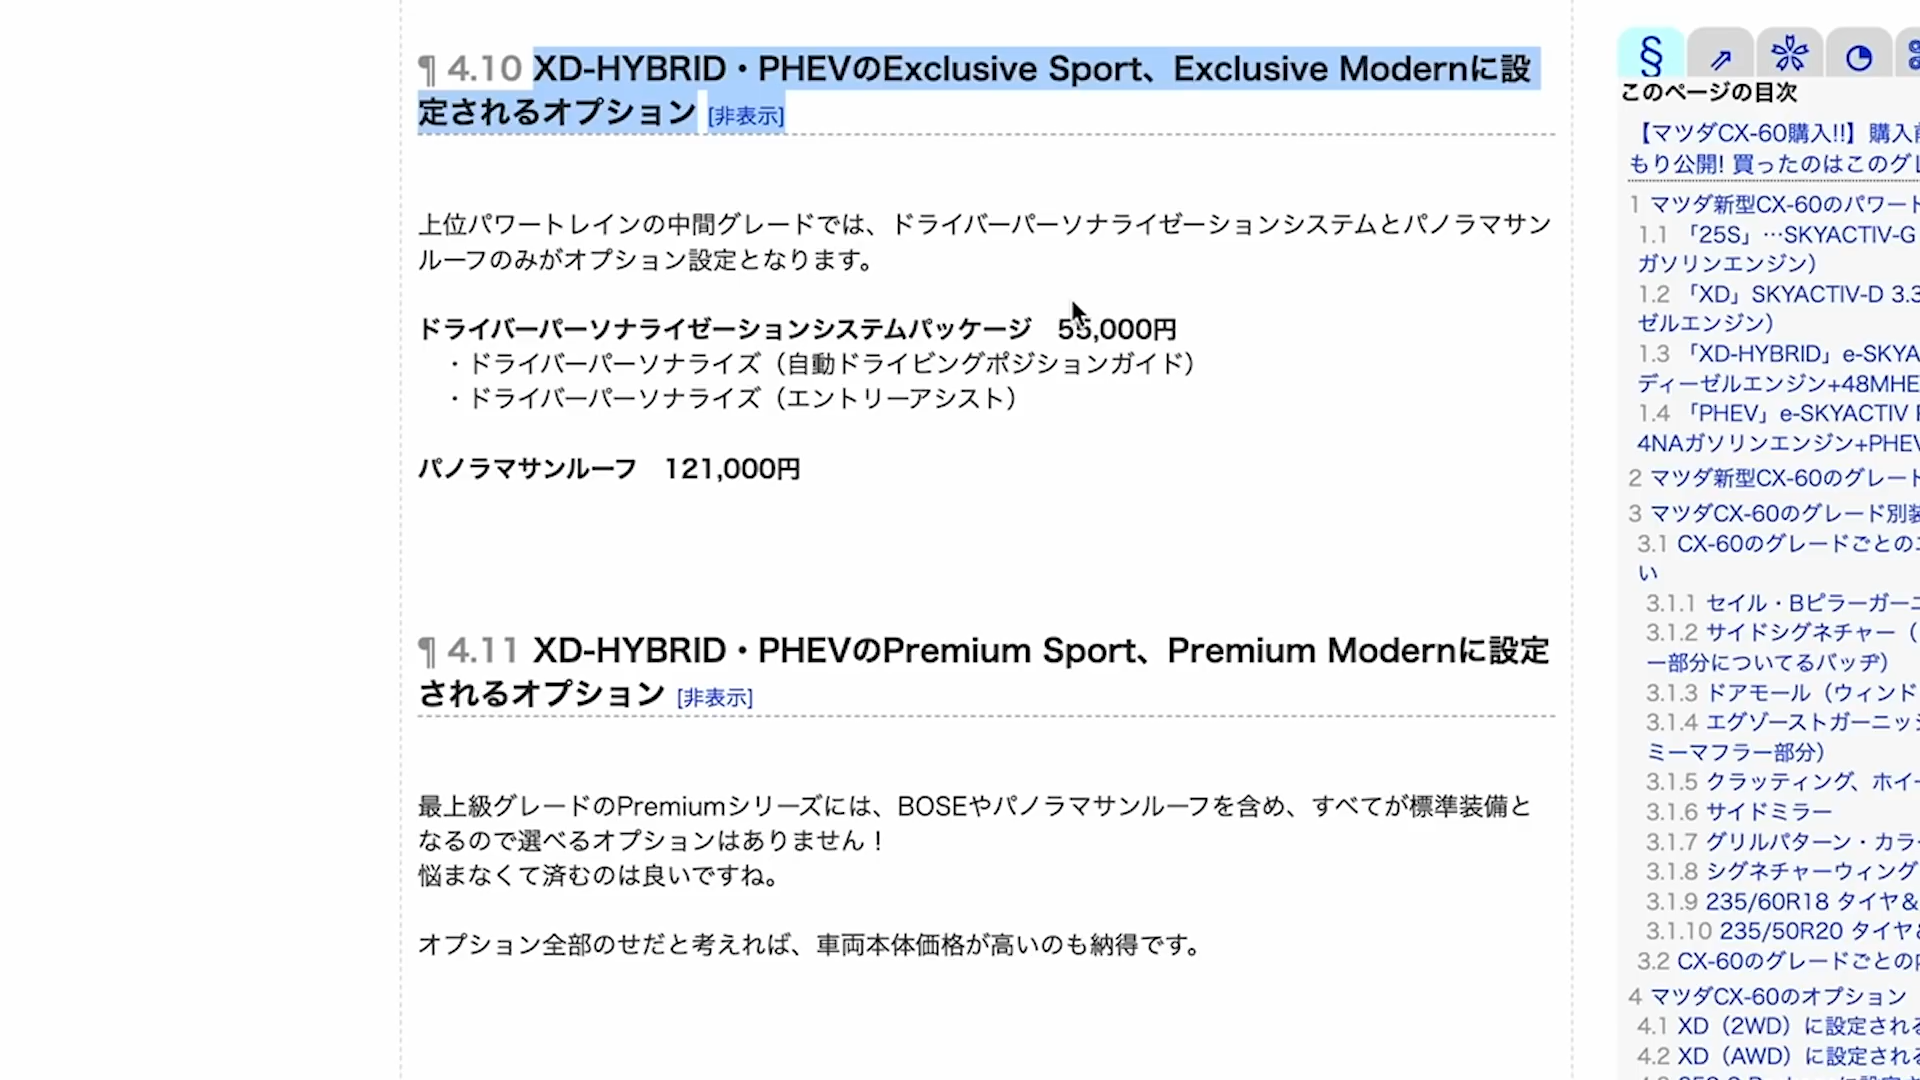 ¶ 4.10 XD-HYBRID・PHEVのExclusive Sport、Exclusive Modernに設
定されるオプション [非表示]
上位パワートレインの中間グレードでは、ドライバーパーソナライゼーションシステムとパノラマサン
ルーフのみがオプション設定となります。
ドライバーパーソナライゼーションシステムパッケージ　55,000円
・ドライバーパーソナライズ（自動ドライビングポジションガイド）
・ドライバーパーソナライズ（エントリーアシスト）
パノラマサンルーフ　121,000円
¶ 4.11 XD-HYBRID・PHEVのPremium Sport、Premium Modernに設定
されるオプション [非表示]
最上級グレードのPremiumシリーズには、BOSEやパノラマサンルーフを含め、すべてが標準装備と
なるので選べるオプションはありません！
悩まなくて済むのは良いですね。
オプション全部のせだと考えれば、車両本体価格が高いのも納得です。
§
このページの目次
【マツダCX-60購入!!】購入前
もり公開! 買ったのはこのグレ
1 マツダ新型CX-60のパワート
1.1 「25S」…SKYACTIV-G
ガソリンエンジン）
1.2 「XD」SKYACTIV-D 3.3
ゼルエンジン）
1.3 「XD-HYBRID」e-SKYA
ディーゼルエンジン+48MHE
1.4 「PHEV」e-SKYACTIV
4NAガソリンエンジン+PHEV
2 マツダ新型CX-60のグレート
3 マツダCX-60のグレード別装
3.1 CX-60のグレードごとの
い
3.1.1 セイル・Bピラーガー
3.1.2 サイドシグネチャー（
ー部分についてるバッヂ）
3.1.3 ドアモール（ウィンド
3.1.4 エグゾーストガーニッシ
ミーマフラー部分）
3.1.5 クラッティング、ホイー
3.1.6 サイドミラー
3.1.7 グリルパターン・カラー
3.1.8 シグネチャーウィング
3.1.9 235/60R18 タイヤ&
3.1.10 235/50R20 タイヤ&
3.2 CX-60のグレードごとの内
4 マツダCX-60のオプション
4.1 XD（2WD）に設定される
4.2 XD（AWD）に設定される